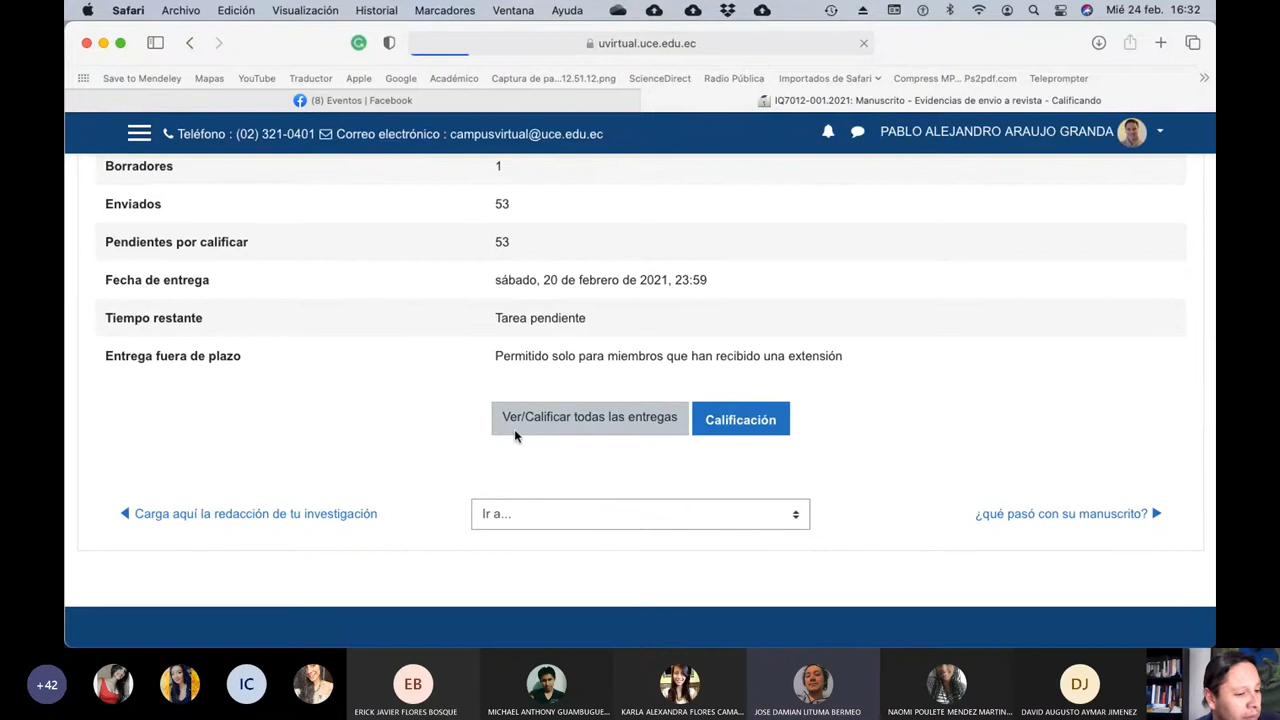 Safari Archivo Edición Visualización Historial Marcadores Ventana Ayuda Mié 24 feb. 16:32
uvirtual.uce.edu.ec
Save to Mendeley Mapas YouTube Traductor Apple Google Académico Captura de pa...12.51.12.png ScienceDirect Radio Pública Importados de Safari Compress MP... Ps2pdf.com Teleprompter
(8) Eventos | Facebook IQ7012-001.2021: Manuscrito - Evidencias de envio a revista - Calificando
Teléfono : (02) 321-0401 Correo electrónico : campusvirtual@uce.edu.ec PABLO ALEJANDRO ARAUJO GRANDA
Borradores 1
Enviados 53
Pendientes por calificar 53
Fecha de entrega sábado, 20 de febrero de 2021, 23:59
Tiempo restante Tarea pendiente
Entrega fuera de plazo Permitido solo para miembros que han recibido una extensión
Ver/Calificar todas las entregas Calificación
Carga aquí la redacción de tu investigación Ir a... ¿qué pasó con su manuscrito?
+42 IC EB DJ
ERICK JAVIER FLORES BOSQUE MICHAEL ANTHONY GUAMBUGUE... KARLA ALEXANDRA FLORES CAMA... JOSE DAMIAN LITUMA BERMEO NAOMI POULETE MENDEZ MARTIN... DAVID AUGUSTO AYMAR JIMENEZ